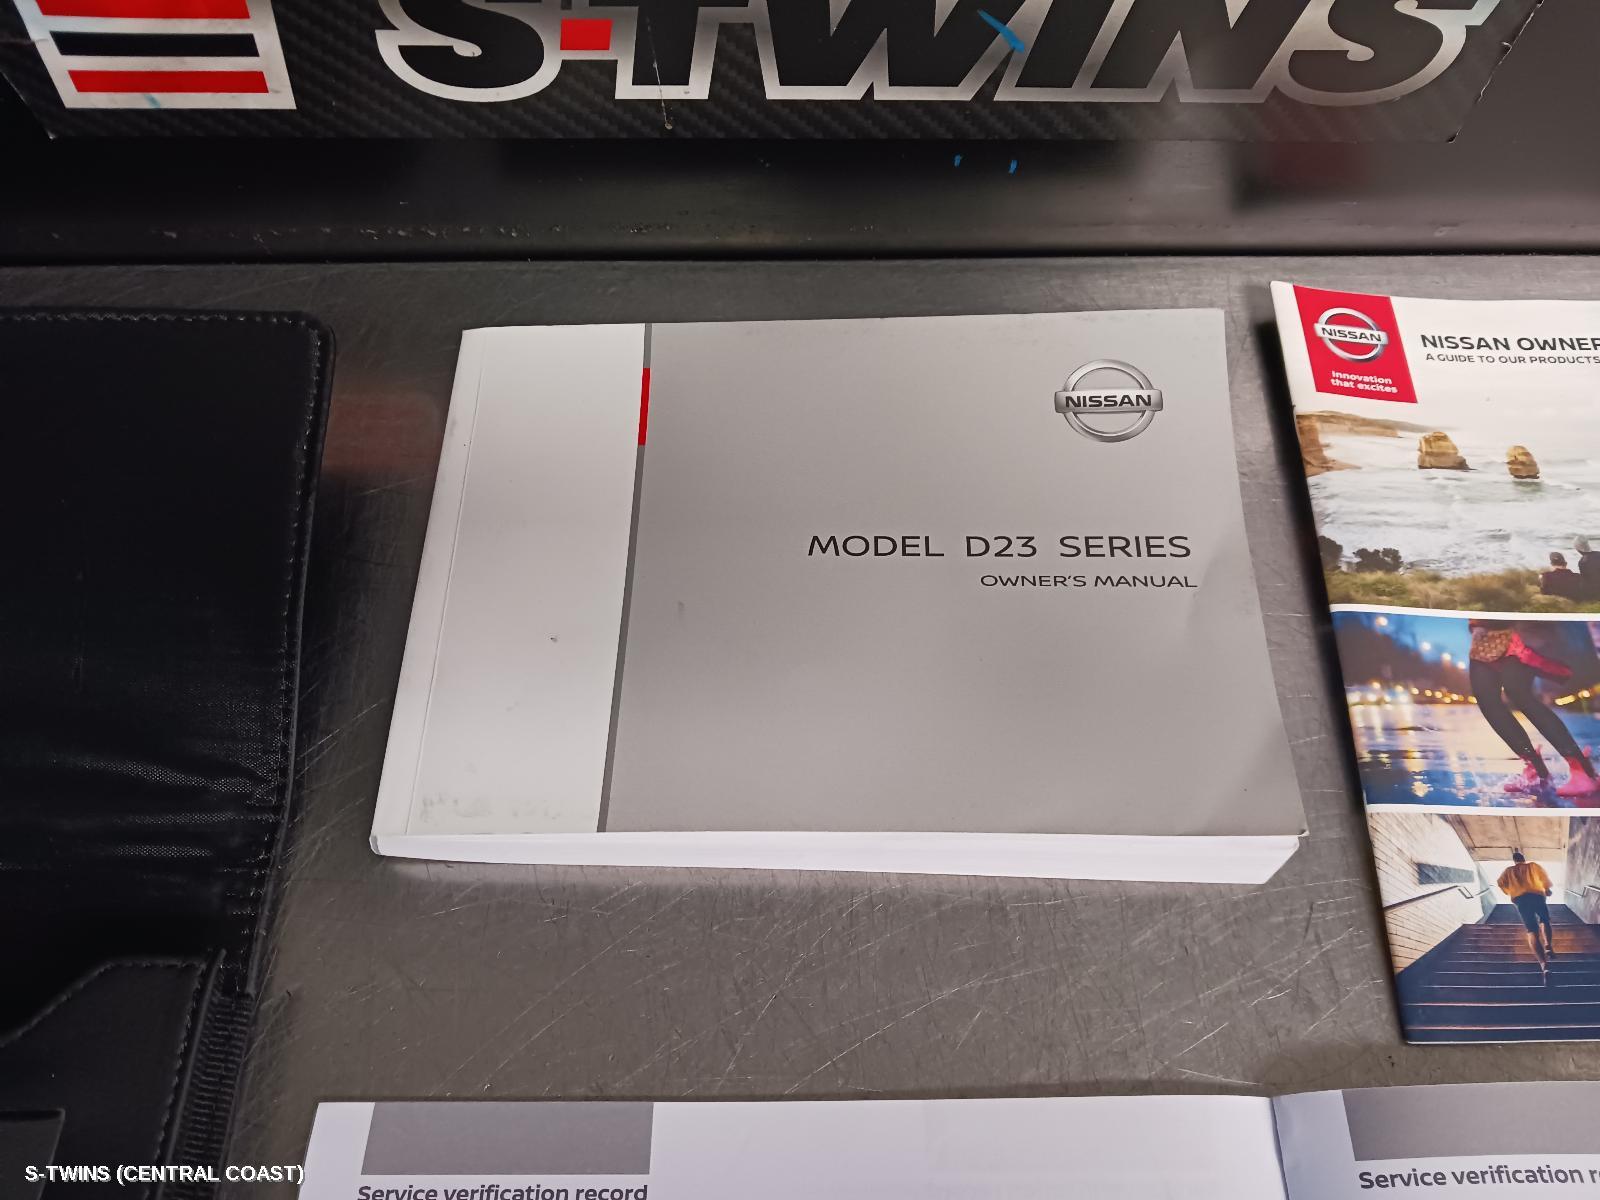 S-TWINS
NISSAN
MODEL D23 SERIES
OWNER'S MANUAL
NISSAN
Innovation
that excites
NISSAN OWNER
A GUIDE TO OUR PRODUCTS
Service verification record
Service verification r
S-TWINS (CENTRAL COAST)